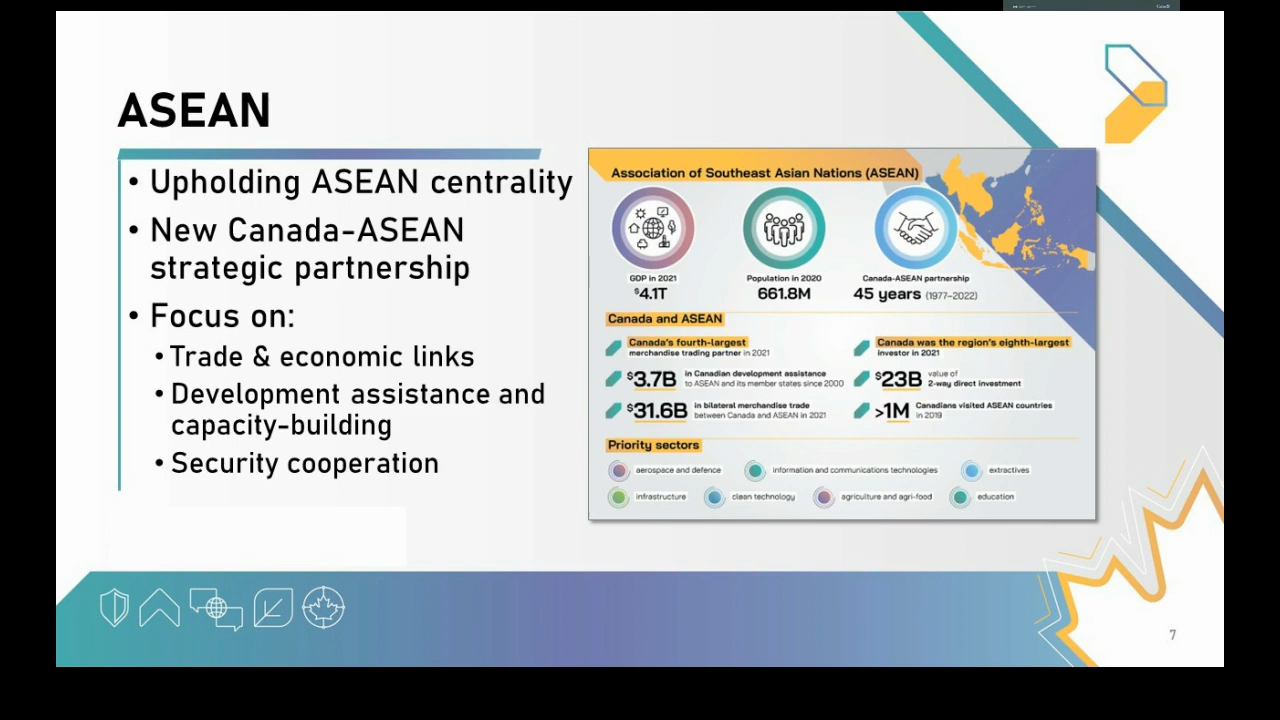 ASEAN
• Upholding ASEAN centrality
• New Canada-ASEAN
strategic partnership
• Focus on:
• Trade & economic links
• Development assistance and
capacity-building
• Security cooperation
Association of Southeast Asian Nations (ASEAN)
GDP in 2021
$4.1T
Population in 2020
661.8M
Canada-ASEAN partnership
45 years (1977–2022)
Canada and ASEAN
Canada's fourth-largest
merchandise trading partner in 2021
Canada was the region's eighth-largest
investor in 2021
$3.7B in Canadian development assistance
to ASEAN and its member states since 2000
$23B value of
2-way direct investment
$31.6B in bilateral merchandise trade
between Canada and ASEAN in 2021
>1M Canadians visited ASEAN countries
in 2019
Priority sectors
aerospace and defence
information and communications technologies
extractives
infrastructure
clean technology
agriculture and agri-food
education
7